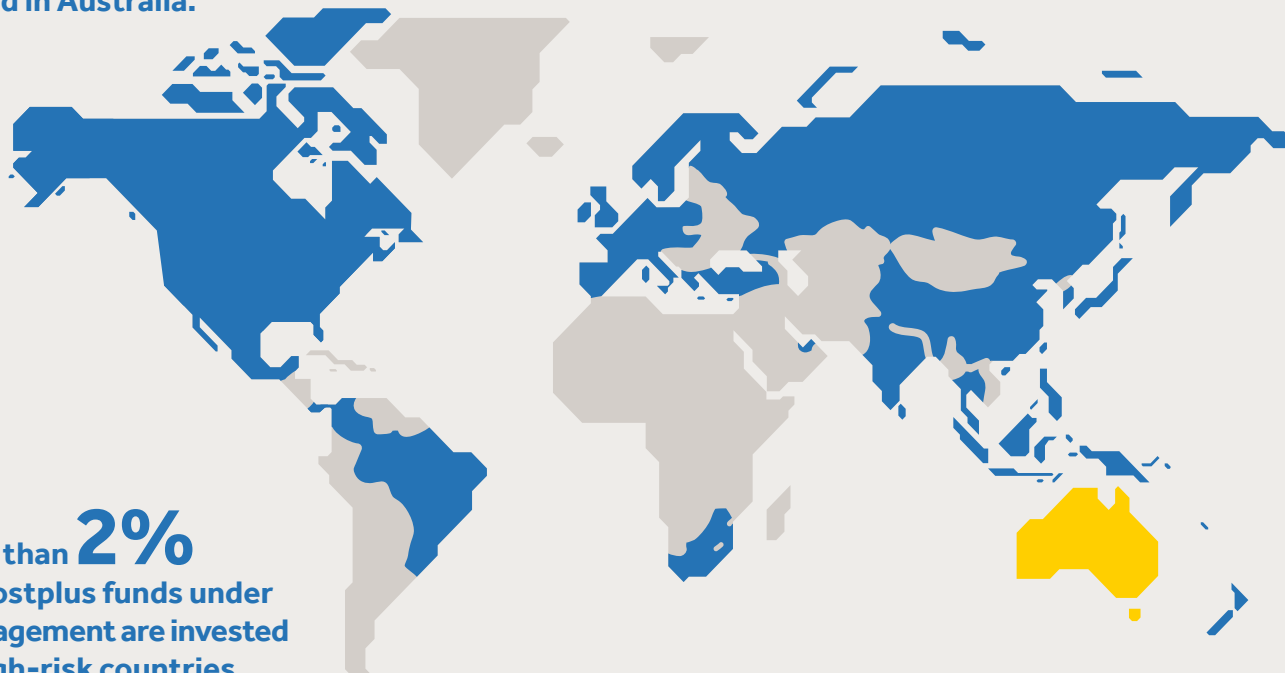 d in Australia.
than 2%
ostplus funds under
agement are invested
gh-risk countries